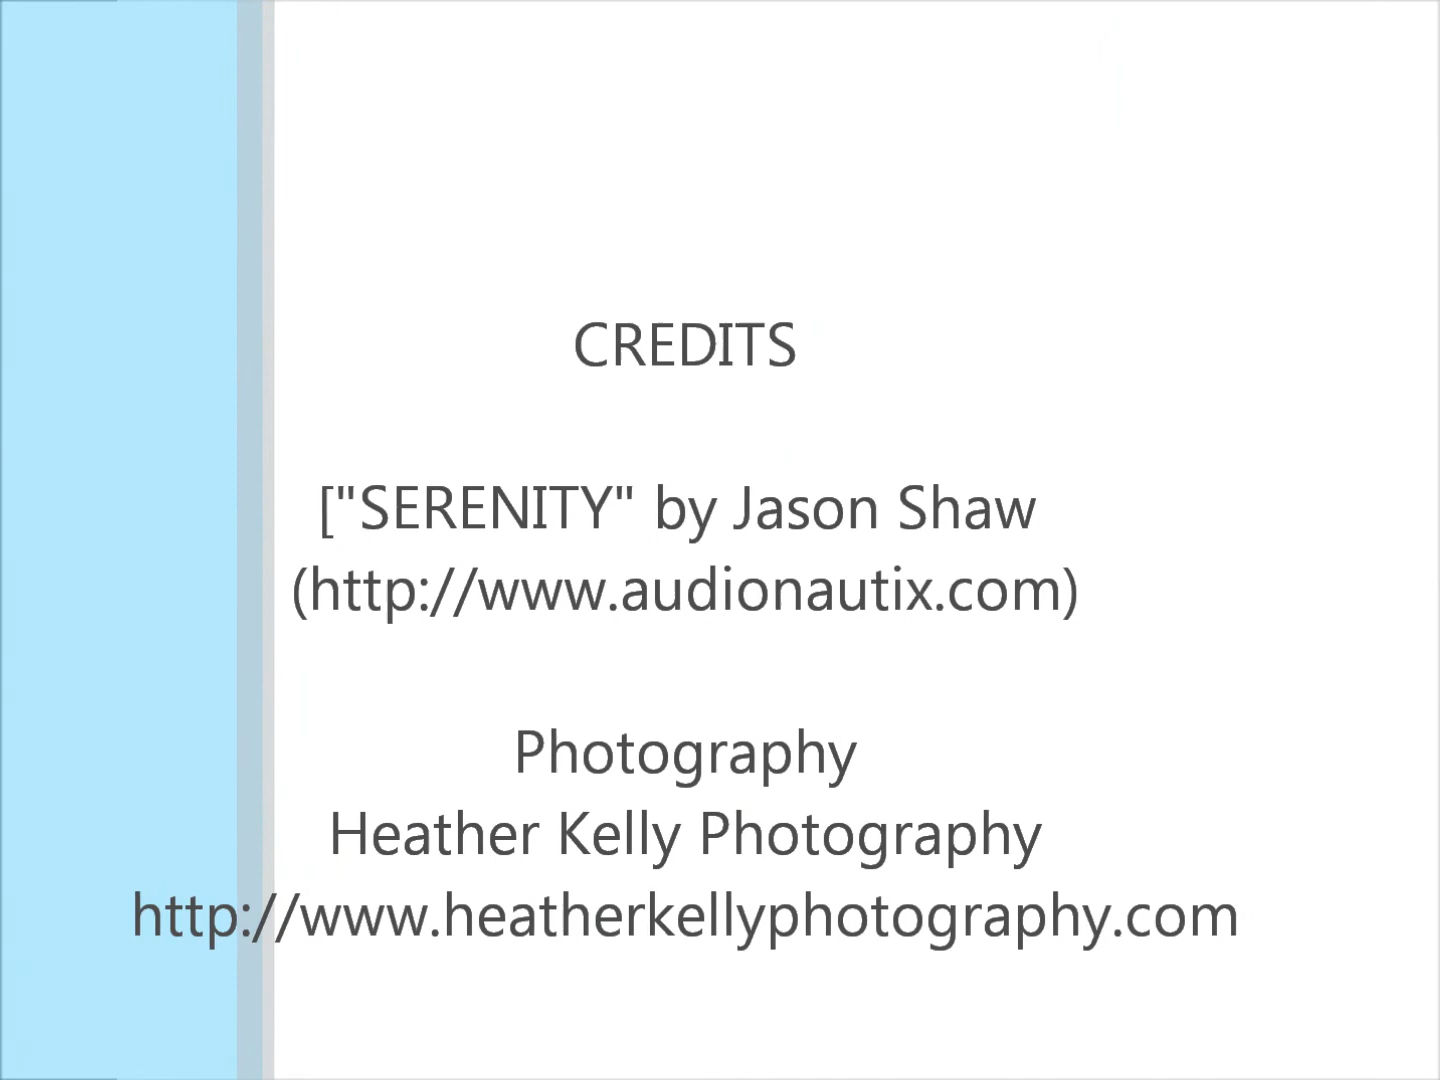 CREDITS
["SERENITY" by Jason Shaw
(http://www.audionautix.com)
Photography
Heather Kelly Photography
http://www.heatherkellyphotography.com